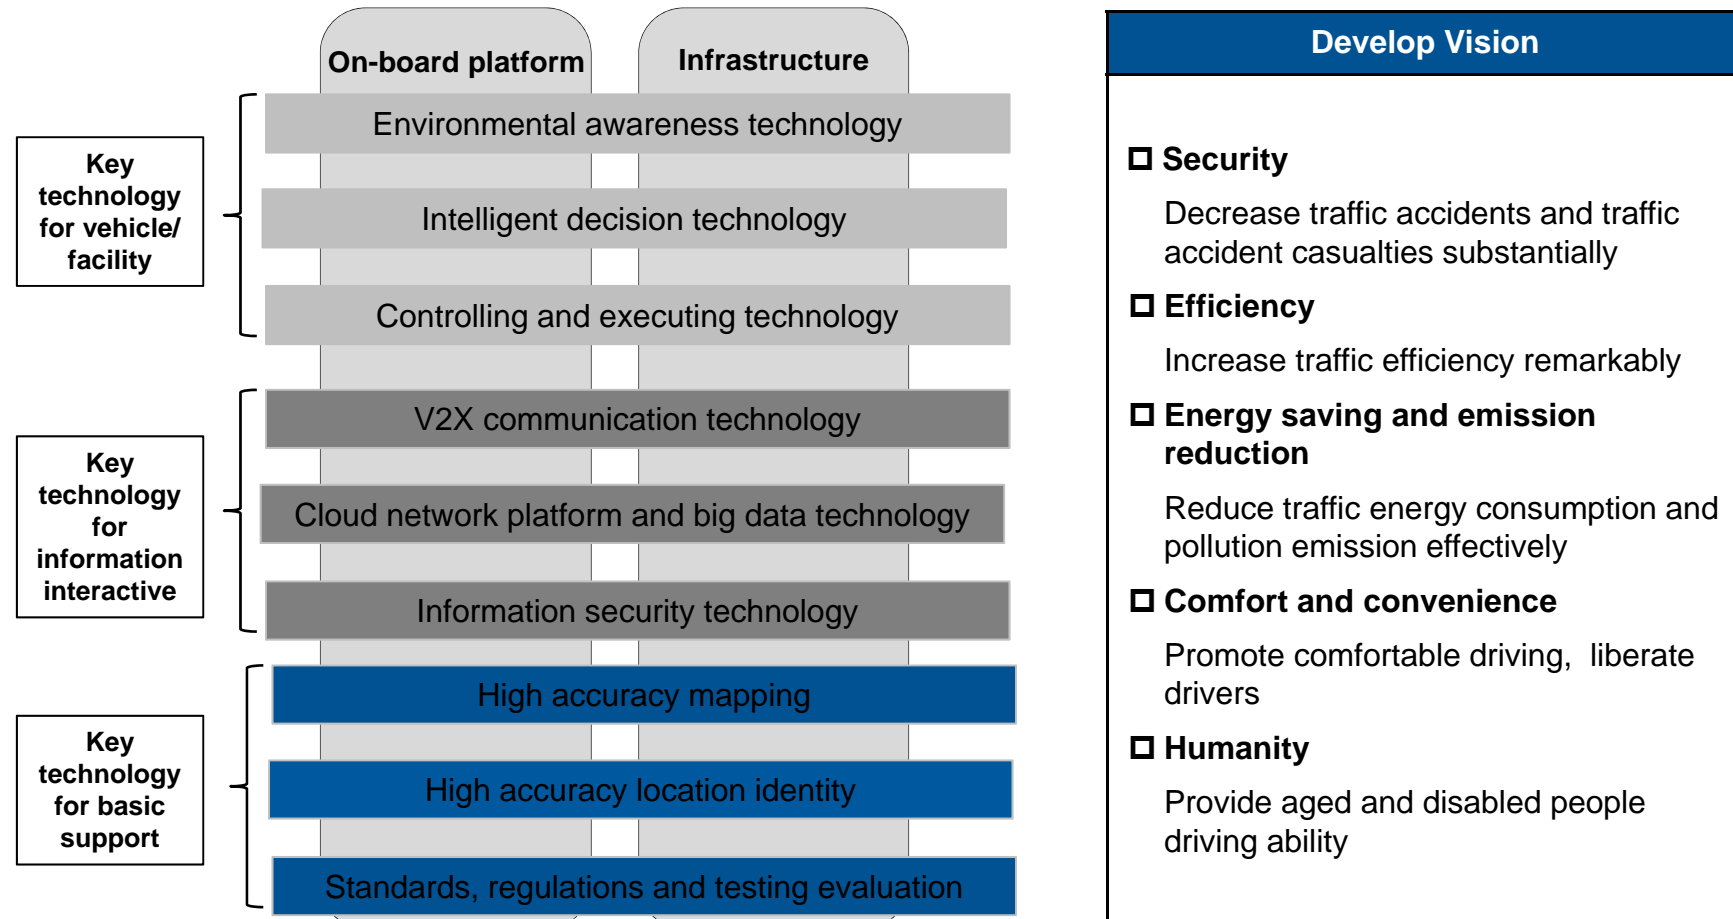 On-board platform
Infrastructure
Key
technology
for vehicle/
facility
Environmental awareness technology
Intelligent decision technology
Controlling and executing technology
Key
technology
for
information
interactive
V2X communication technology
Cloud network platform and big data technology
Information security technology
Key
technology
for basic
support
High accuracy mapping
High accuracy location identity
Standards, regulations and testing evaluation
Develop Vision
Security
Decrease traffic accidents and traffic
accident casualties substantially
Efficiency
Increase traffic efficiency remarkably
Energy saving and emission
reduction
Reduce traffic energy consumption and
pollution emission effectively
Comfort and convenience
Promote comfortable driving, liberate
drivers
Humanity
Provide aged and disabled people
driving ability